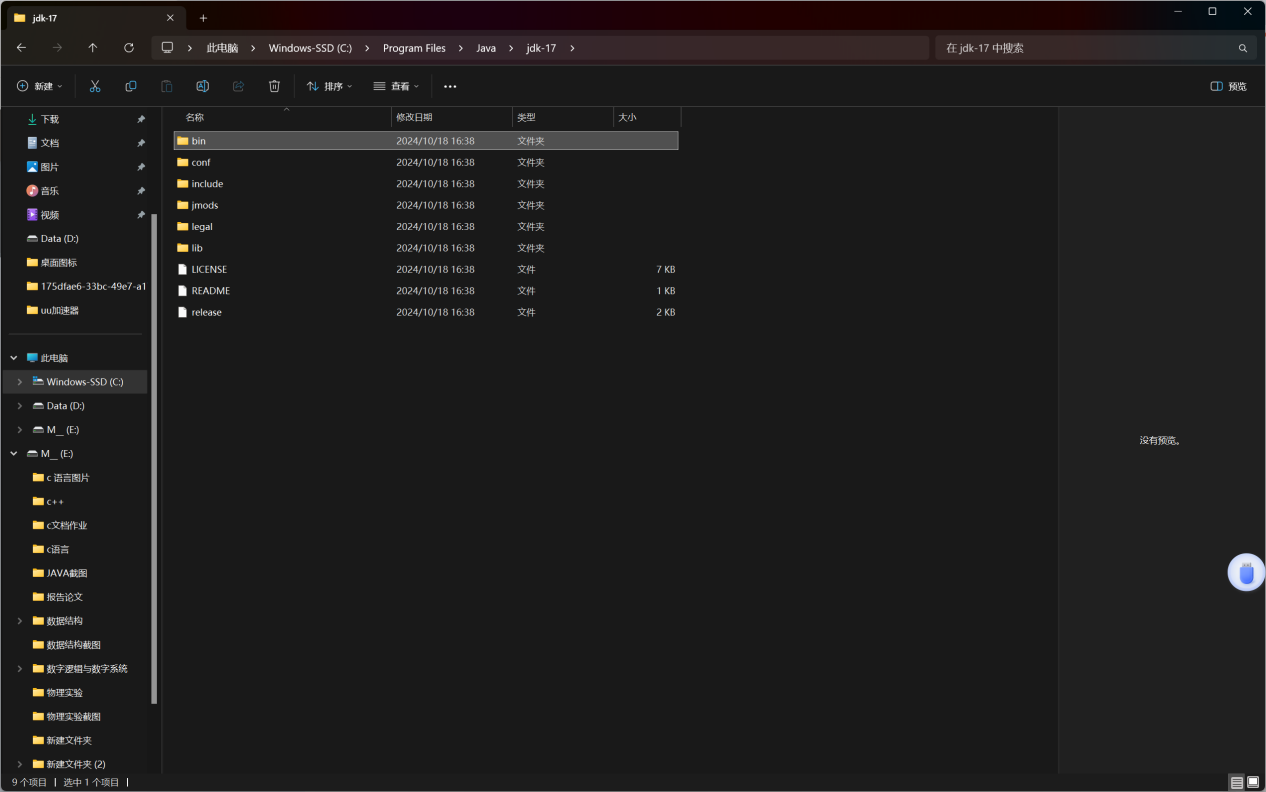 jdk-17
此电脑 Windows-SSD (C:) Program Files Java jdk-17
在 jdk-17 中搜索
新建 排序 查看 预览
名称 修改日期 类型 大小
bin 2024/10/18 16:38 文件夹
conf 2024/10/18 16:38 文件夹
include 2024/10/18 16:38 文件夹
jmods 2024/10/18 16:38 文件夹
legal 2024/10/18 16:38 文件夹
lib 2024/10/18 16:38 文件夹
LICENSE 2024/10/18 16:38 文件 7 KB
README 2024/10/18 16:38 文件 1 KB
release 2024/10/18 16:38 文件 2 KB
下载
文档
图片
音乐
视频
Data (D:)
桌面图标
175dfae6-33bc-49e7-a1
uu加速器
此电脑
Windows-SSD (C:)
Data (D:)
M__ (E:)
M__ (E:)
c 语言图片
c++
c文档作业
c语言
JAVA截图
报告论文
数据结构
数据结构截图
数字逻辑与数字系统
物理实验
物理实验截图
新建文件夹
新建文件夹 (2)
没有预览。
9 个项目 选中 1 个项目